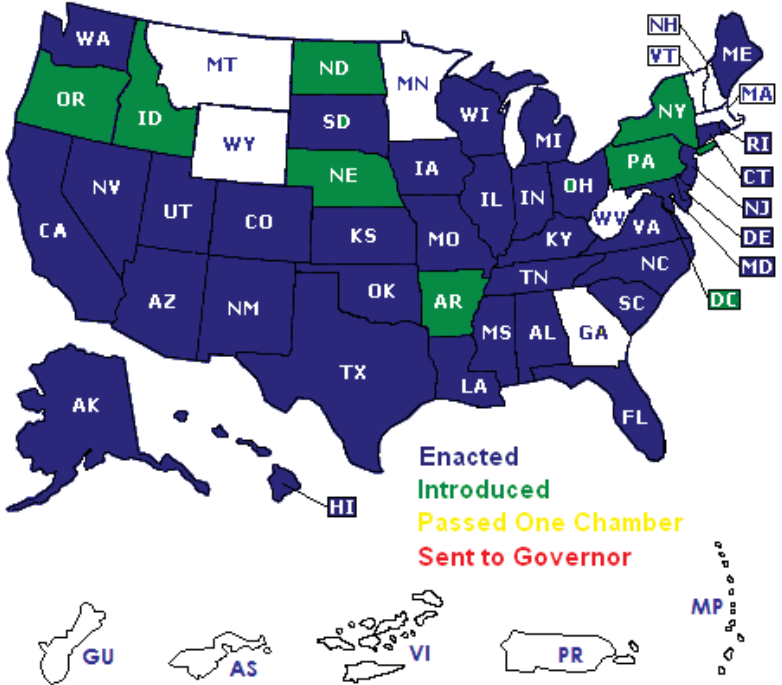 NH
WA
VT
ME
MT
ND
MN
OR
ID
SD
WI
NY
MA
WY
MI
RI
PA
IA
NE
CT
NV
OH
IL
IN
NJ
UT
CO
WV
CA
VA
DE
KS
MO
KY
MD
NC
TN
OK
AZ
AR
DC
NM
SC
MS
AL
GA
TX
LA
AK
FL
HI
Enacted
Introduced
Passed One Chamber
Sent to Governor
MP
GU
AS
VI
PR